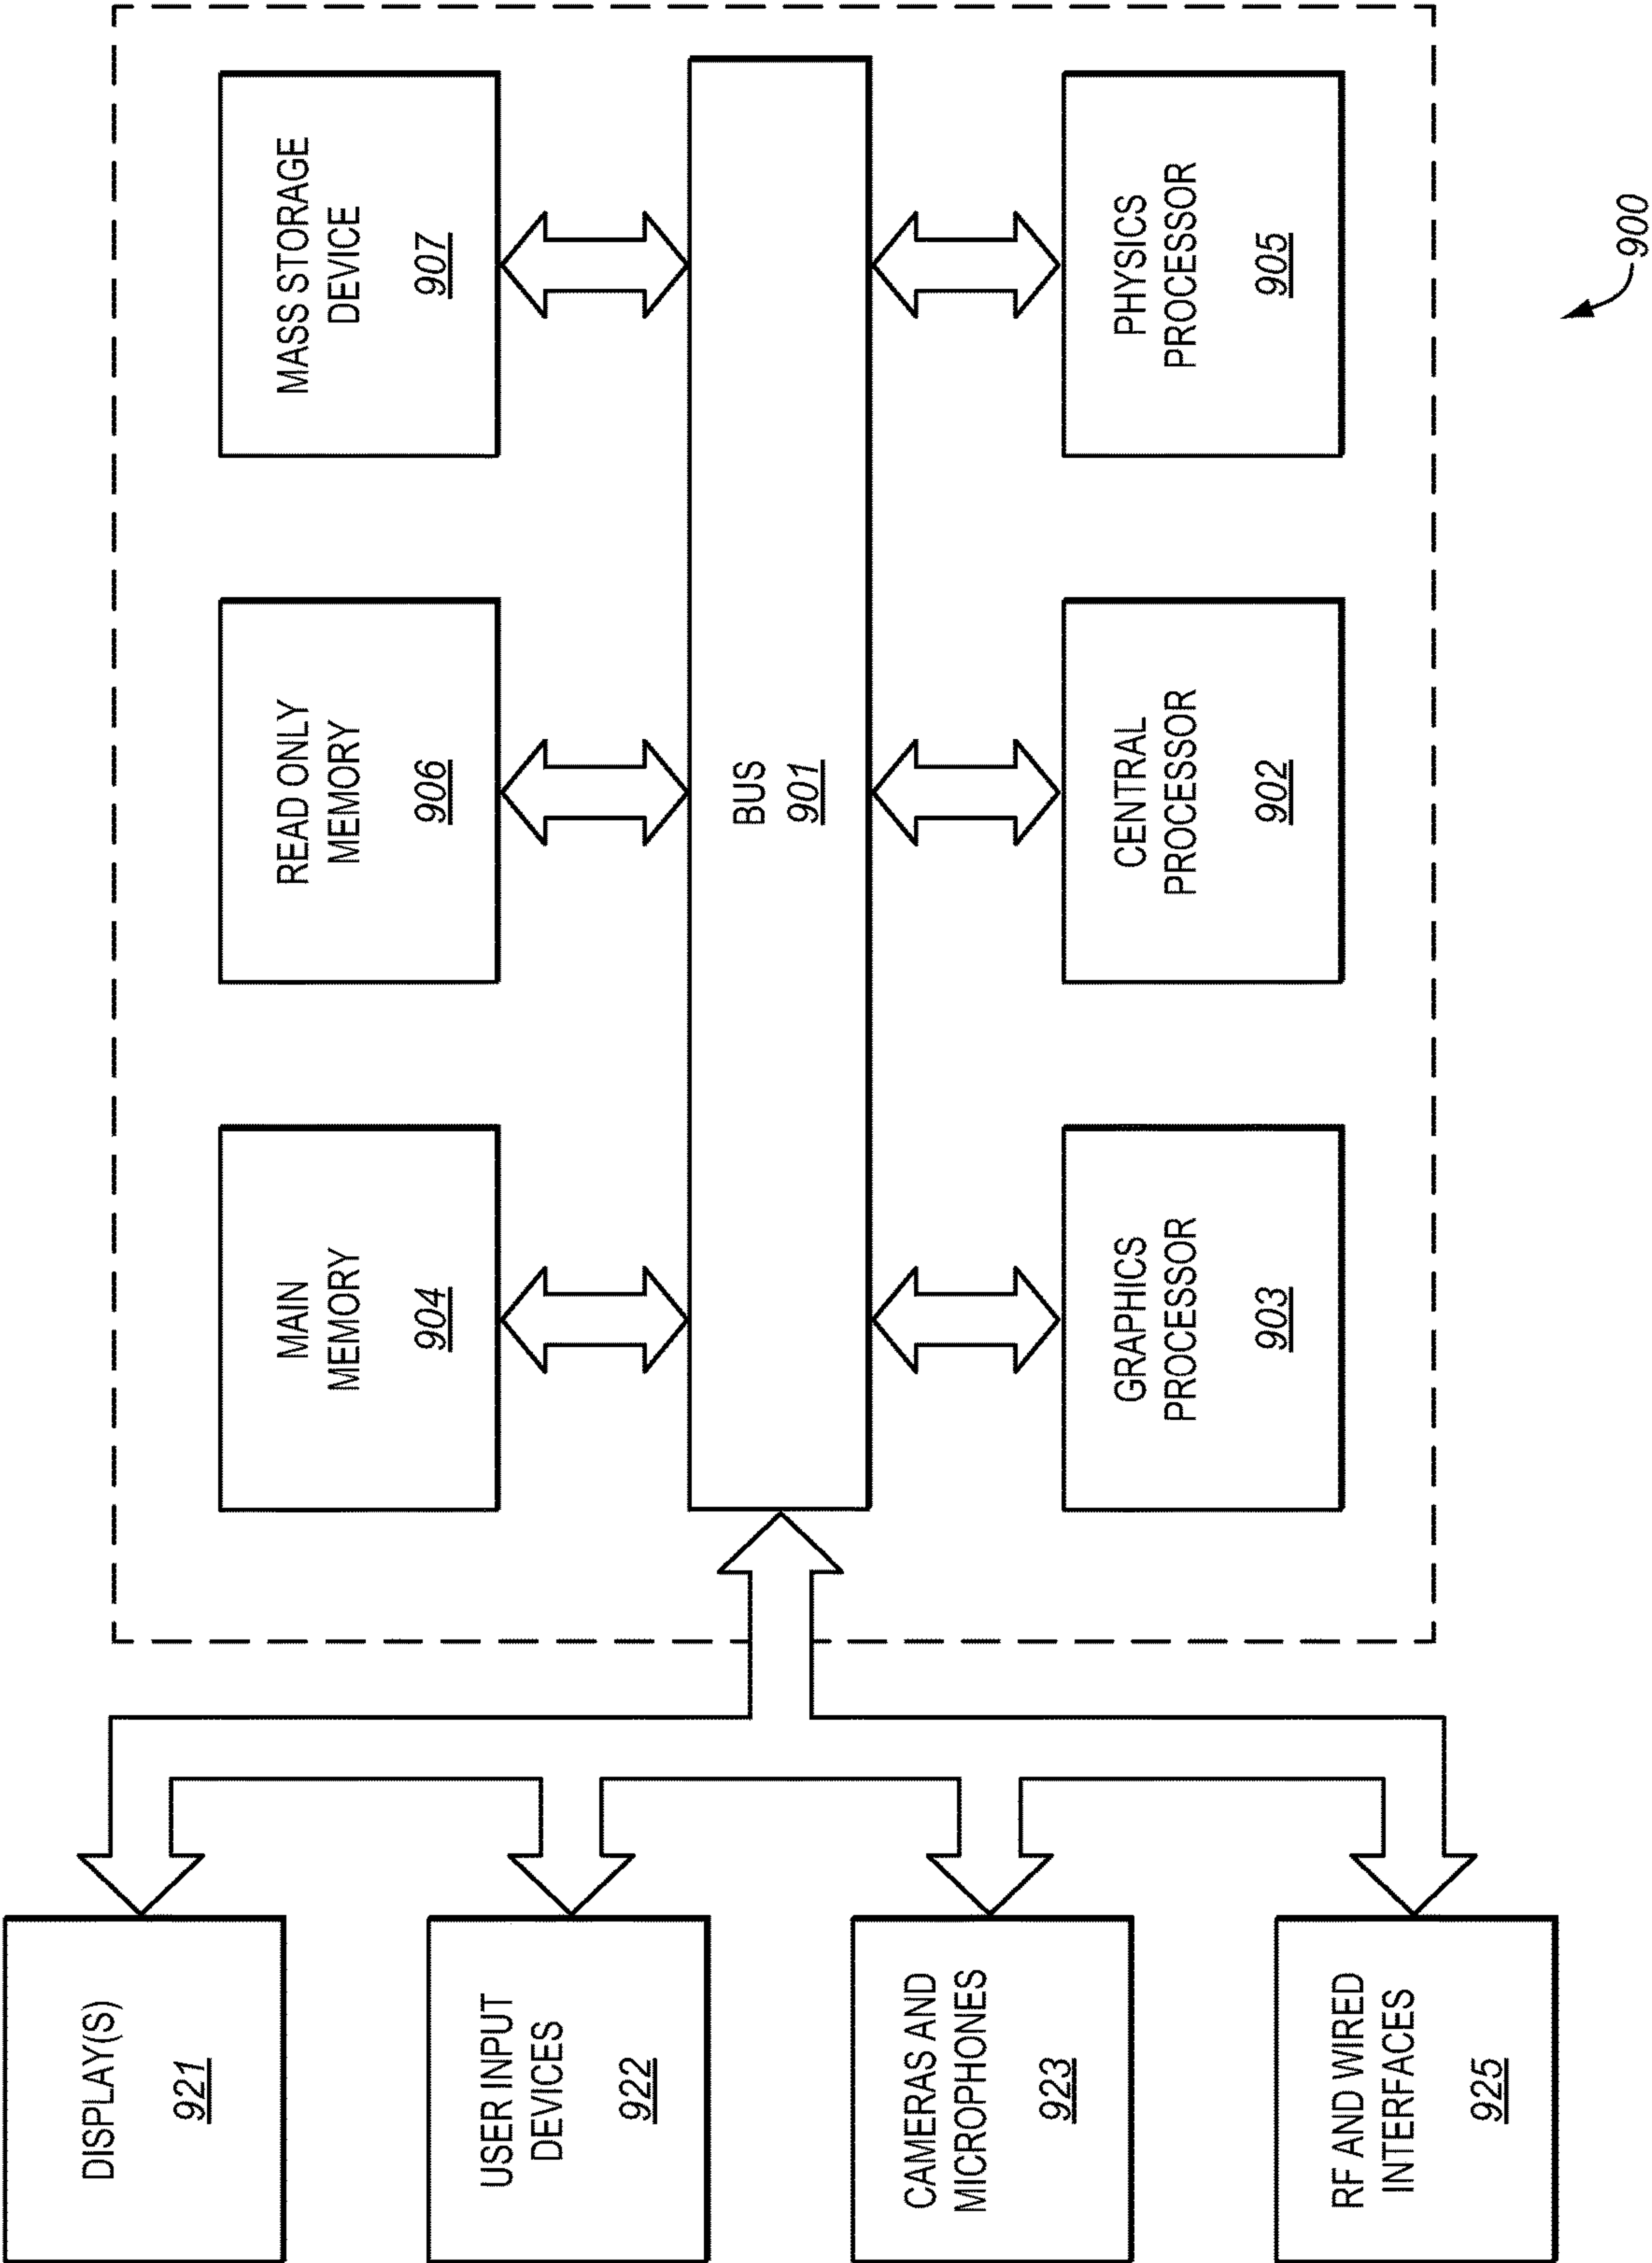 DISPLAY(S)
921
USER INPUT
DEVICES
922
CAMERAS AND
MICROPHONES
923
RF AND WIRED
INTERFACES
925
MAIN
MEMORY
904
READ ONLY
MEMORY
906
MASS STORAGE
DEVICE
907
BUS
901
GRAPHICS
PROCESSOR
903
CENTRAL
PROCESSOR
902
PHYSICS
PROCESSOR
905
900